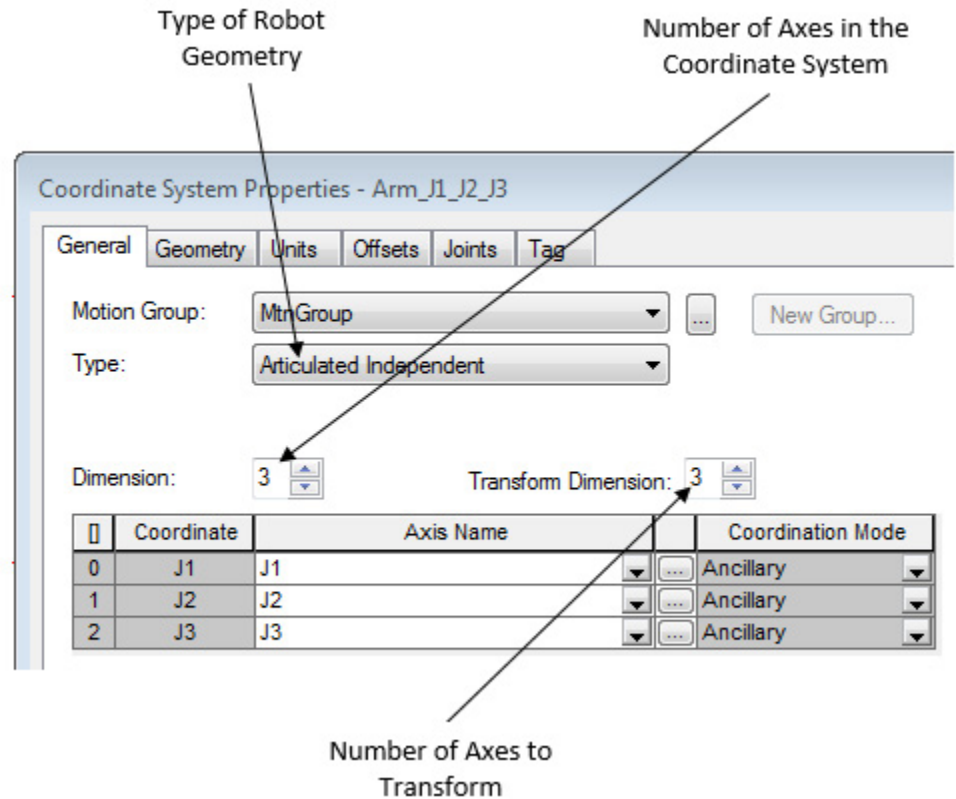 Type of Robot
Geometry
Number of Axes in the
Coordinate System
Coordinate System Properties - Arm_J1_J2_J3
General Geometry Units Offsets Joints Tag
Motion Group: MtnGroup ... New Group...
Type: Articulated Independent
Dimension: 3 Transform Dimension: 3
[] Coordinate Axis Name Coordination Mode
0 J1 J1 ... Ancillary
1 J2 J2 ... Ancillary
2 J3 J3 ... Ancillary
Number of Axes to
Transform